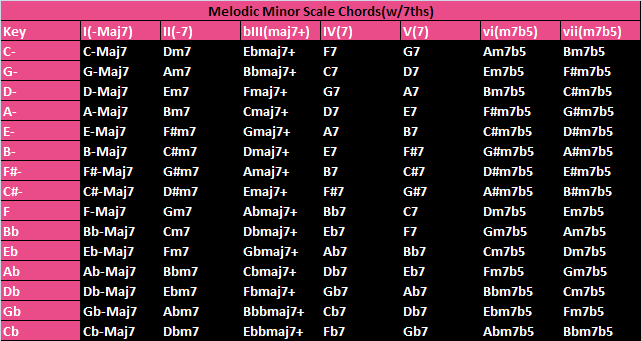 Melodic Minor Scale Chords(w/7ths)
Key I(-Maj7) II(-7) bIII(maj7+) IV(7) V(7) vi(m7b5) vii(m7b5)
C- C-Maj7 Dm7 Ebmaj7+ F7 G7 Am7b5 Bm7b5
G- G-Maj7 Am7 Bbmaj7+ C7 D7 Em7b5 F#m7b5
D- D-Maj7 Em7 Fmaj7+ G7 A7 Bm7b5 C#m7b5
A- A-Maj7 Bm7 Cmaj7+ D7 E7 F#m7b5 G#m7b5
E- E-Maj7 F#m7 Gmaj7+ A7 B7 C#m7b5 D#m7b5
B- B-Maj7 C#m7 Dmaj7+ E7 F#7 G#m7b5 A#m7b5
F#- F#-Maj7 G#m7 Amaj7+ B7 C#7 D#m7b5 E#m7b5
C#- C#-Maj7 D#m7 Emaj7+ F#7 G#7 A#m7b5 B#m7b5
F F-Maj7 Gm7 Abmaj7+ Bb7 C7 Dm7b5 Em7b5
Bb Bb-Maj7 Cm7 Dbmaj7+ Eb7 F7 Gm7b5 Am7b5
Eb Eb-Maj7 Fm7 Gbmaj7+ Ab7 Bb7 Cm7b5 Dm7b5
Ab Ab-Maj7 Bbm7 Cbmaj7+ Db7 Eb7 Fm7b5 Gm7b5
Db Db-Maj7 Ebm7 Fbmaj7+ Gb7 Ab7 Bbm7b5 Cm7b5
Gb Gb-Maj7 Abm7 Bbbmaj7+ Cb7 Db7 Ebm7b5 Fm7b5
Cb Cb-Maj7 Dbm7 Ebbmaj7+ Fb7 Gb7 Abm7b5 Bbm7b5